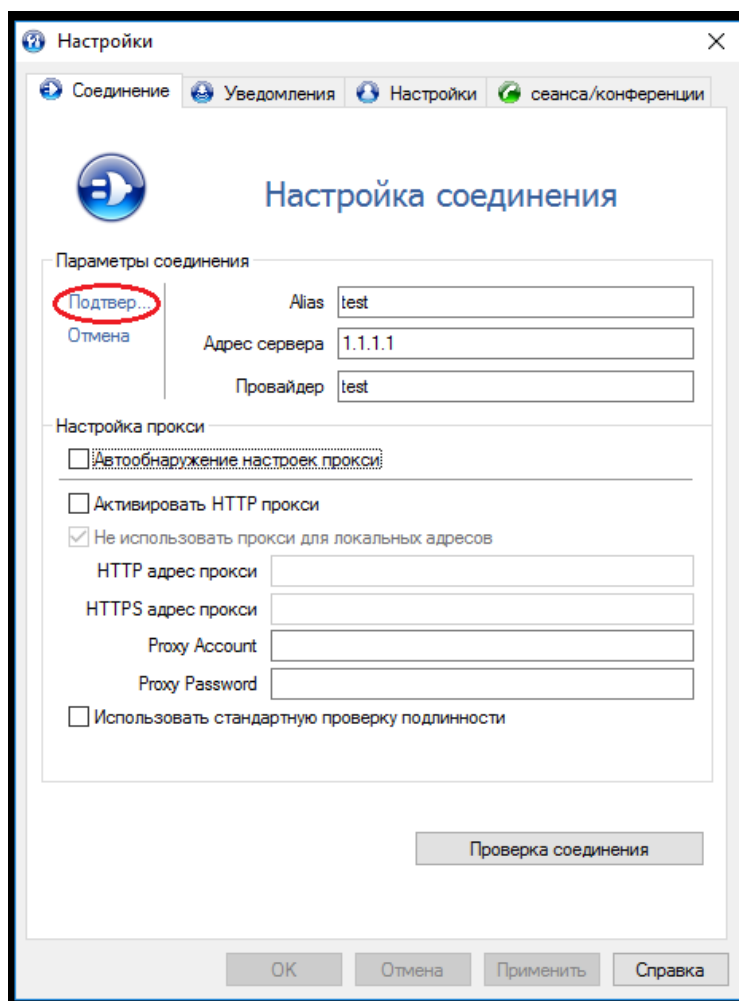 Настройки
Соединение Уведомления Настройки сеанса/конференции
Настройка соединения
Параметры соединения
Подтвер... Alias test
Отмена Адрес сервера 1.1.1.1
Провайдер test
Настройка прокси
Автообнаружение настроек прокси
Активировать HTTP прокси
Не использовать прокси для локальных адресов
HTTP адрес прокси
HTTPS адрес прокси
Proxy Account
Proxy Password
Использовать стандартную проверку подлинности
Проверка соединения
OK Отмена Применить Справка